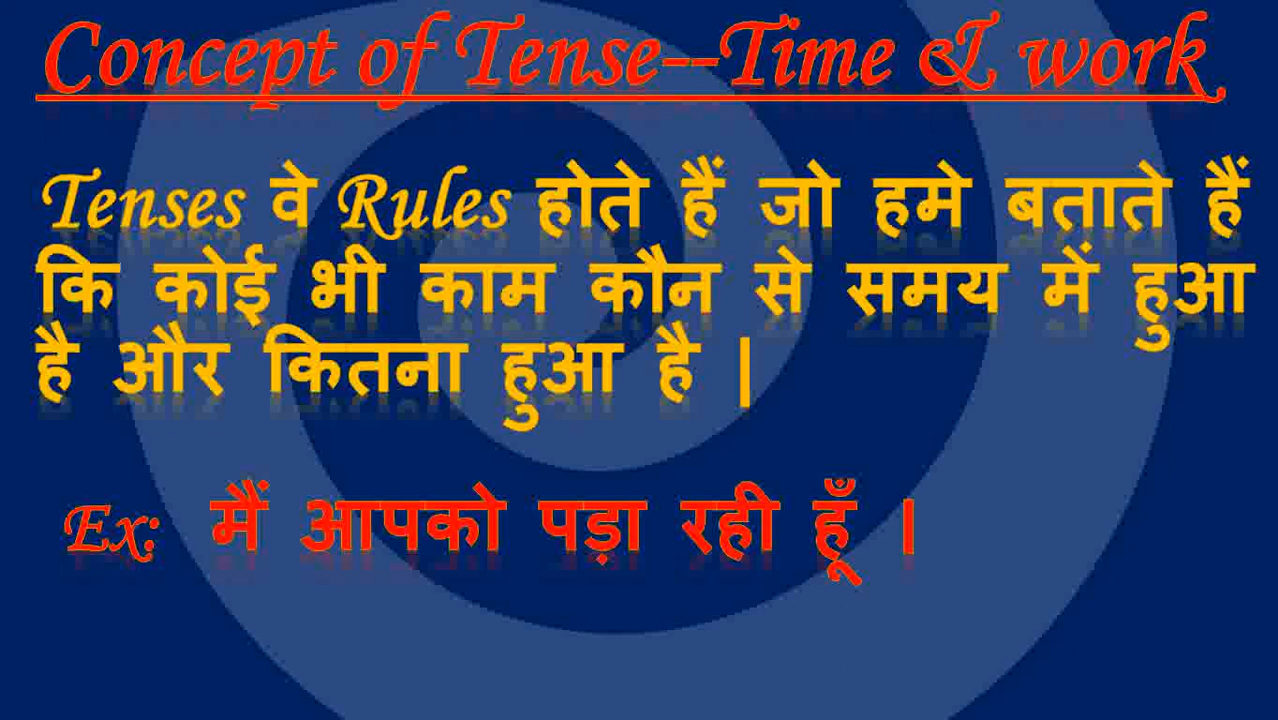 Concept of Tense--Time & work
Tenses वे Rules होते हैं जो हमे बताते हैं
कि कोई भी काम कौन से समय में हुआ
है और कितना हुआ है |
Ex: मैं आपको पड़ा रही हूँ ।